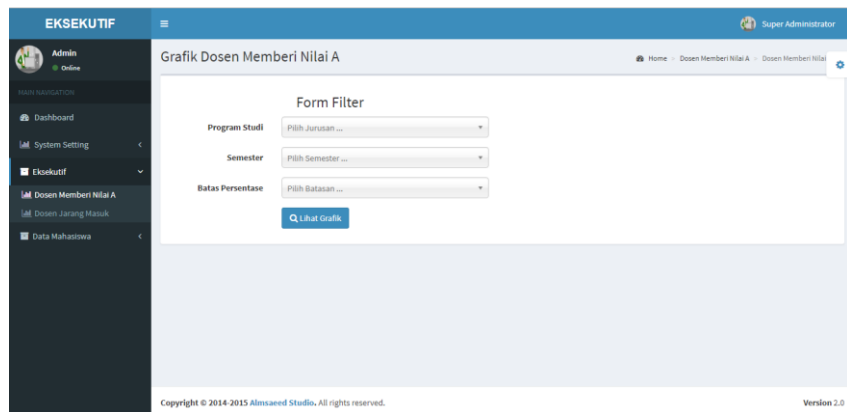 EKSEKUTIF
Super Administrator
Admin
Online
Grafik Dosen Memberi Nilai A
Home > Dosen Memberi Nilai A > Dosen Memberi Nilai
MAIN NAVIGATION
Dashboard
System Setting
Eksekutif
Dosen Memberi Nilai A
Dosen Jarang Masuk
Data Mahasiswa
Form Filter
Program Studi Pilih Jurusan ...
Semester Pilih Semester ...
Batas Persentase Pilih Batasan ...
Lihat Grafik
Copyright © 2014-2015 Almsaeed Studio. All rights reserved. Version 2.0